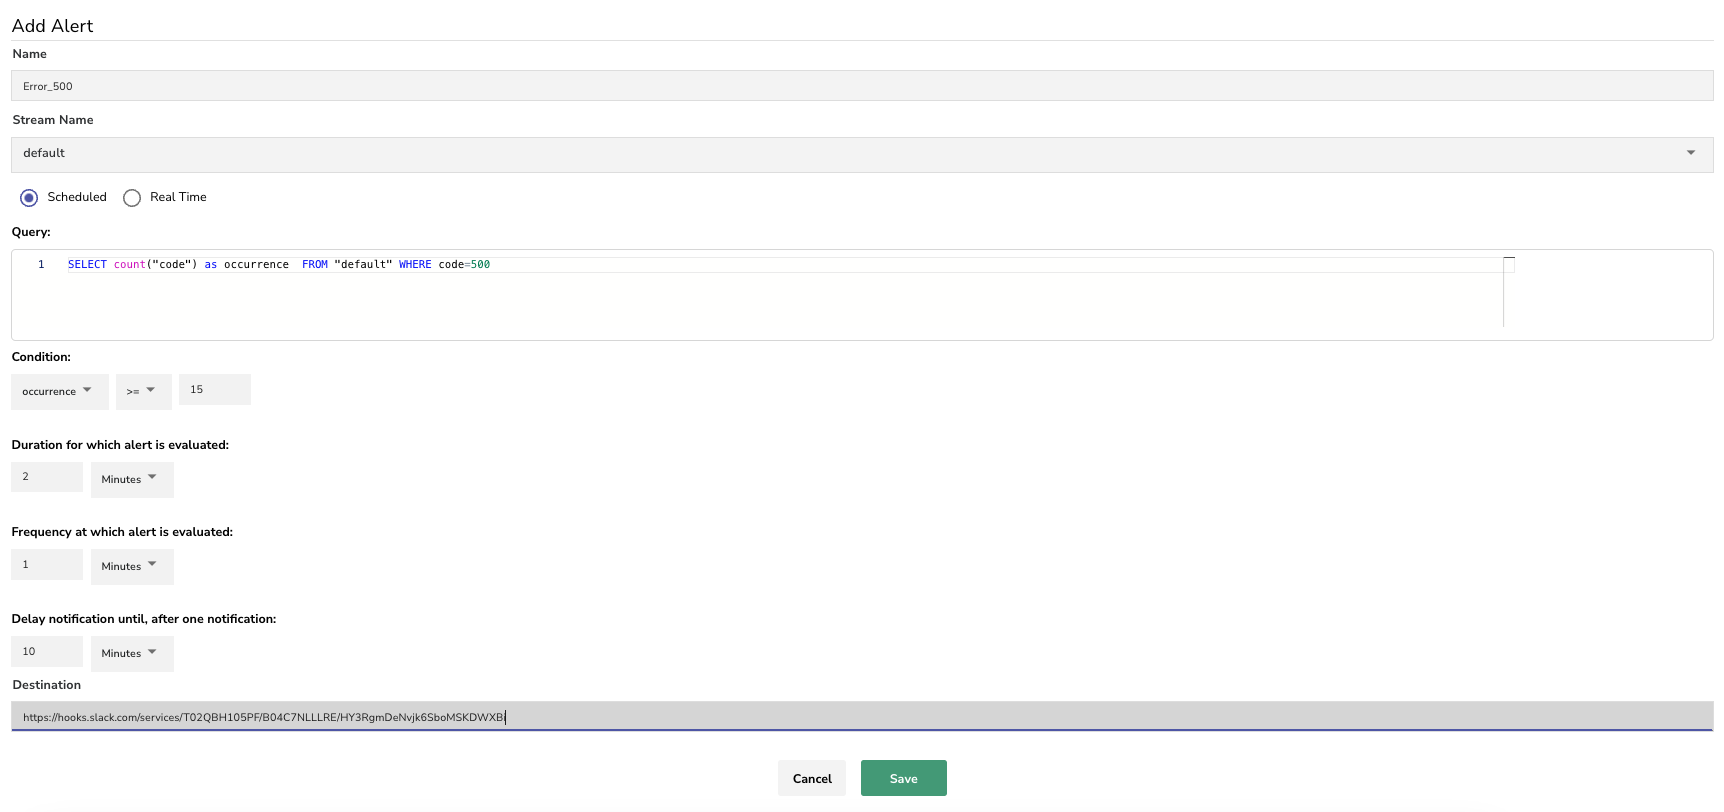 Add Alert
Name
Error_500
Stream Name
default
Scheduled Real Time
Query:
1 SELECT count("code") as occurrence  FROM "default" WHERE code=500
Condition:
occurrence >= 15
Duration for which alert is evaluated:
2 Minutes
Frequency at which alert is evaluated:
1 Minutes
Delay notification until, after one notification:
10 Minutes
Destination
https://hooks.slack.com/services/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
Cancel Save